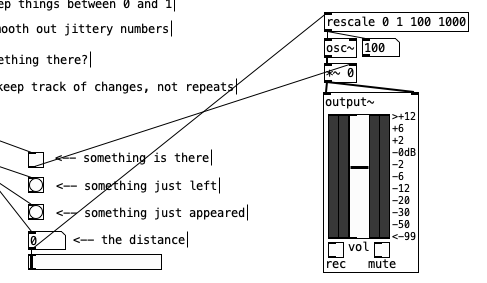 ep things between 0 and 1
rescale 0 1 100 1000
ooth out jittery numbers
osc~
100
ething there?
*~ 0
keep track of changes, not repeats
output~
>+12
+6
+2
-0dB
-2
-6
-12
-20
-30
-50
<-99
vol
rec
mute
<-- something is there
<-- something just left
<-- something just appeared
0
<-- the distance